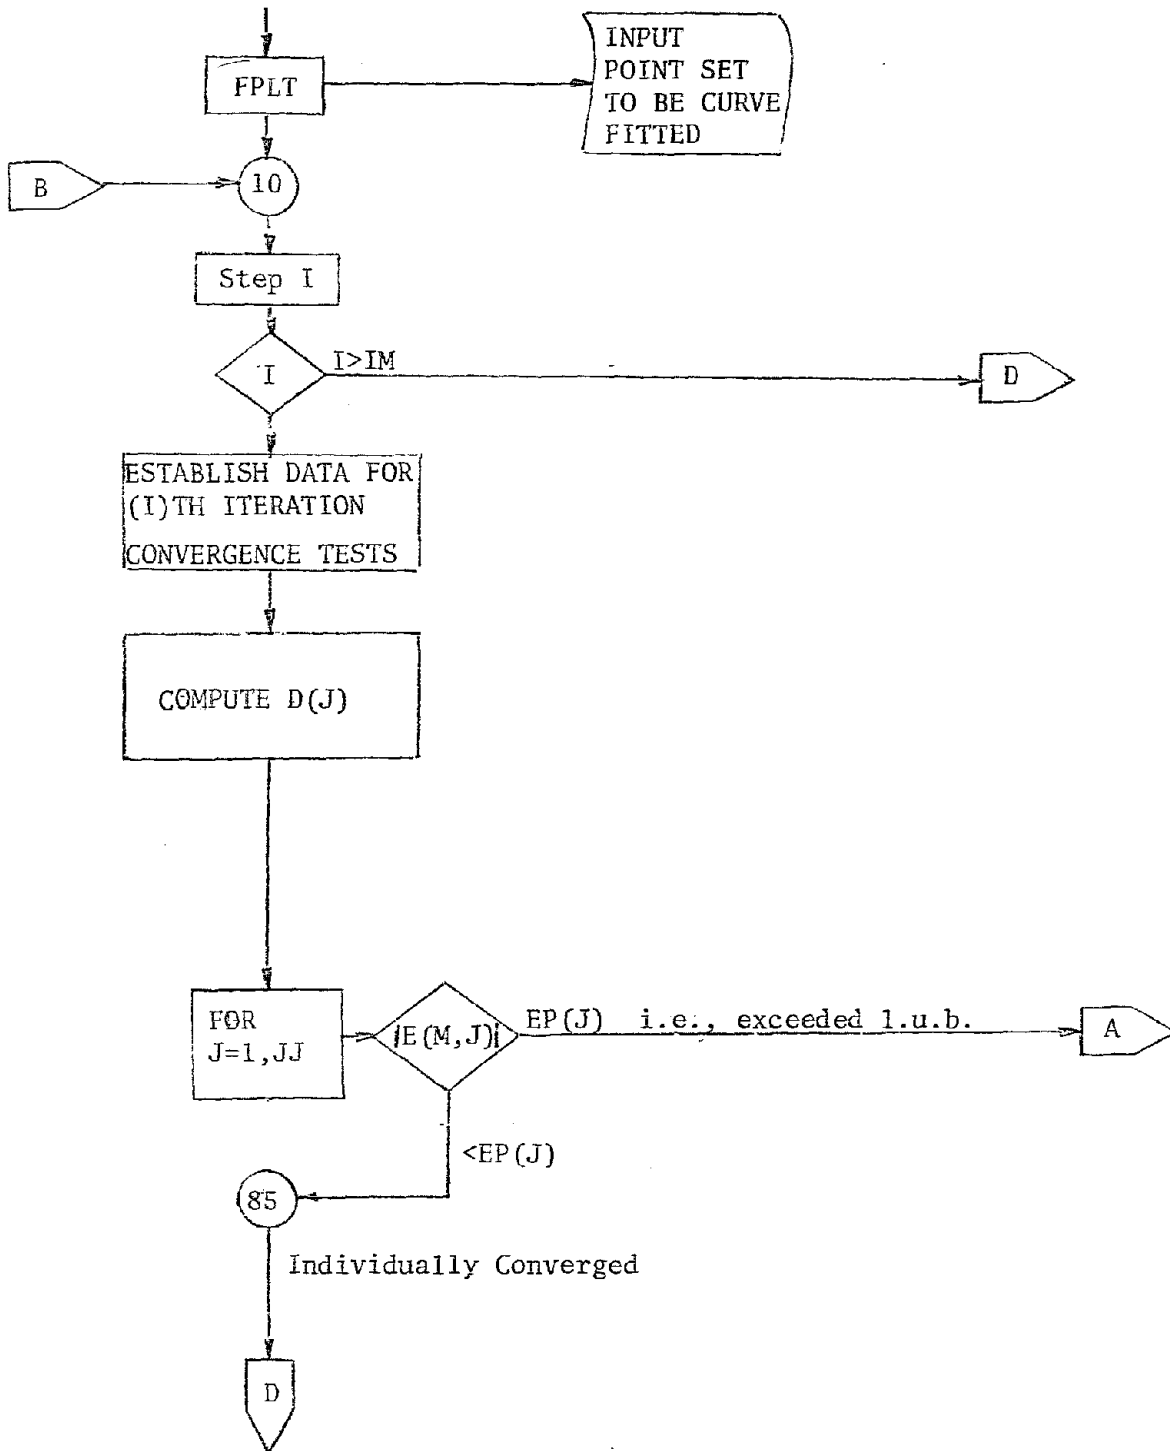 FPLT
INPUT
POINT SET
TO BE CURVE
FITTED
B
10
Step I
I
I>IM
D
ESTABLISH DATA FOR
(I)TH ITERATION
CONVERGENCE TESTS
COMPUTE D(J)
FOR
J=1,JJ
|E(M,J)|
EP(J) i.e., exceeded l.u.b.
A
<EP(J)
85
Individually Converged
D